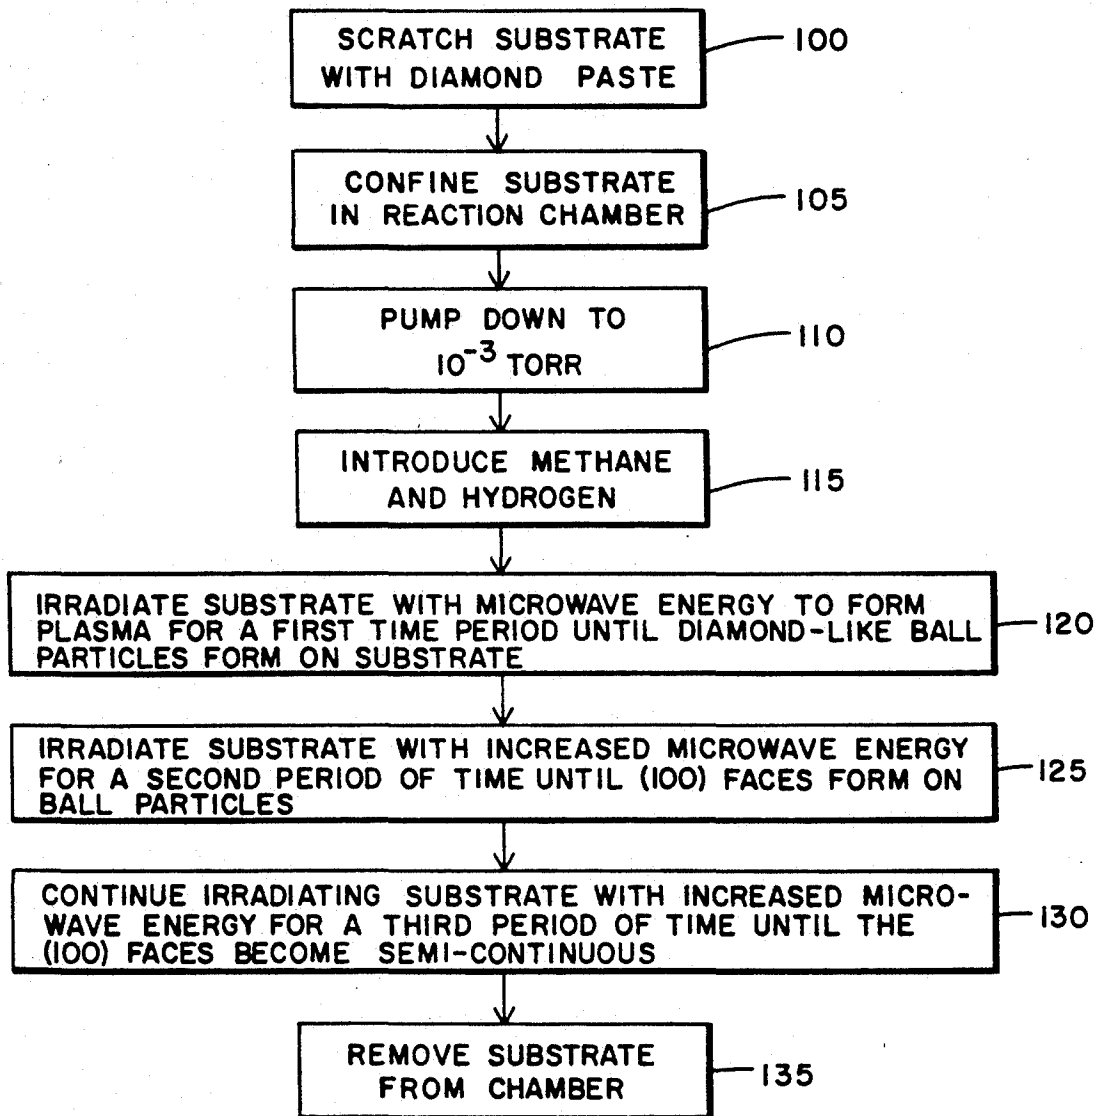 SCRATCH SUBSTRATE
WITH DIAMOND PASTE
100
CONFINE SUBSTRATE
IN REACTION CHAMBER
105
PUMP DOWN TO
10⁻³ TORR
110
INTRODUCE METHANE
AND HYDROGEN
115
IRRADIATE SUBSTRATE WITH MICROWAVE ENERGY TO FORM
PLASMA FOR A FIRST TIME PERIOD UNTIL DIAMOND-LIKE BALL
PARTICLES FORM ON SUBSTRATE
120
IRRADIATE SUBSTRATE WITH INCREASED MICROWAVE ENERGY
FOR A SECOND PERIOD OF TIME UNTIL (100) FACES FORM ON
BALL PARTICLES
125
CONTINUE IRRADIATING SUBSTRATE WITH INCREASED MICRO-
WAVE ENERGY FOR A THIRD PERIOD OF TIME UNTIL THE
(100) FACES BECOME SEMI-CONTINUOUS
130
REMOVE SUBSTRATE
FROM CHAMBER
135